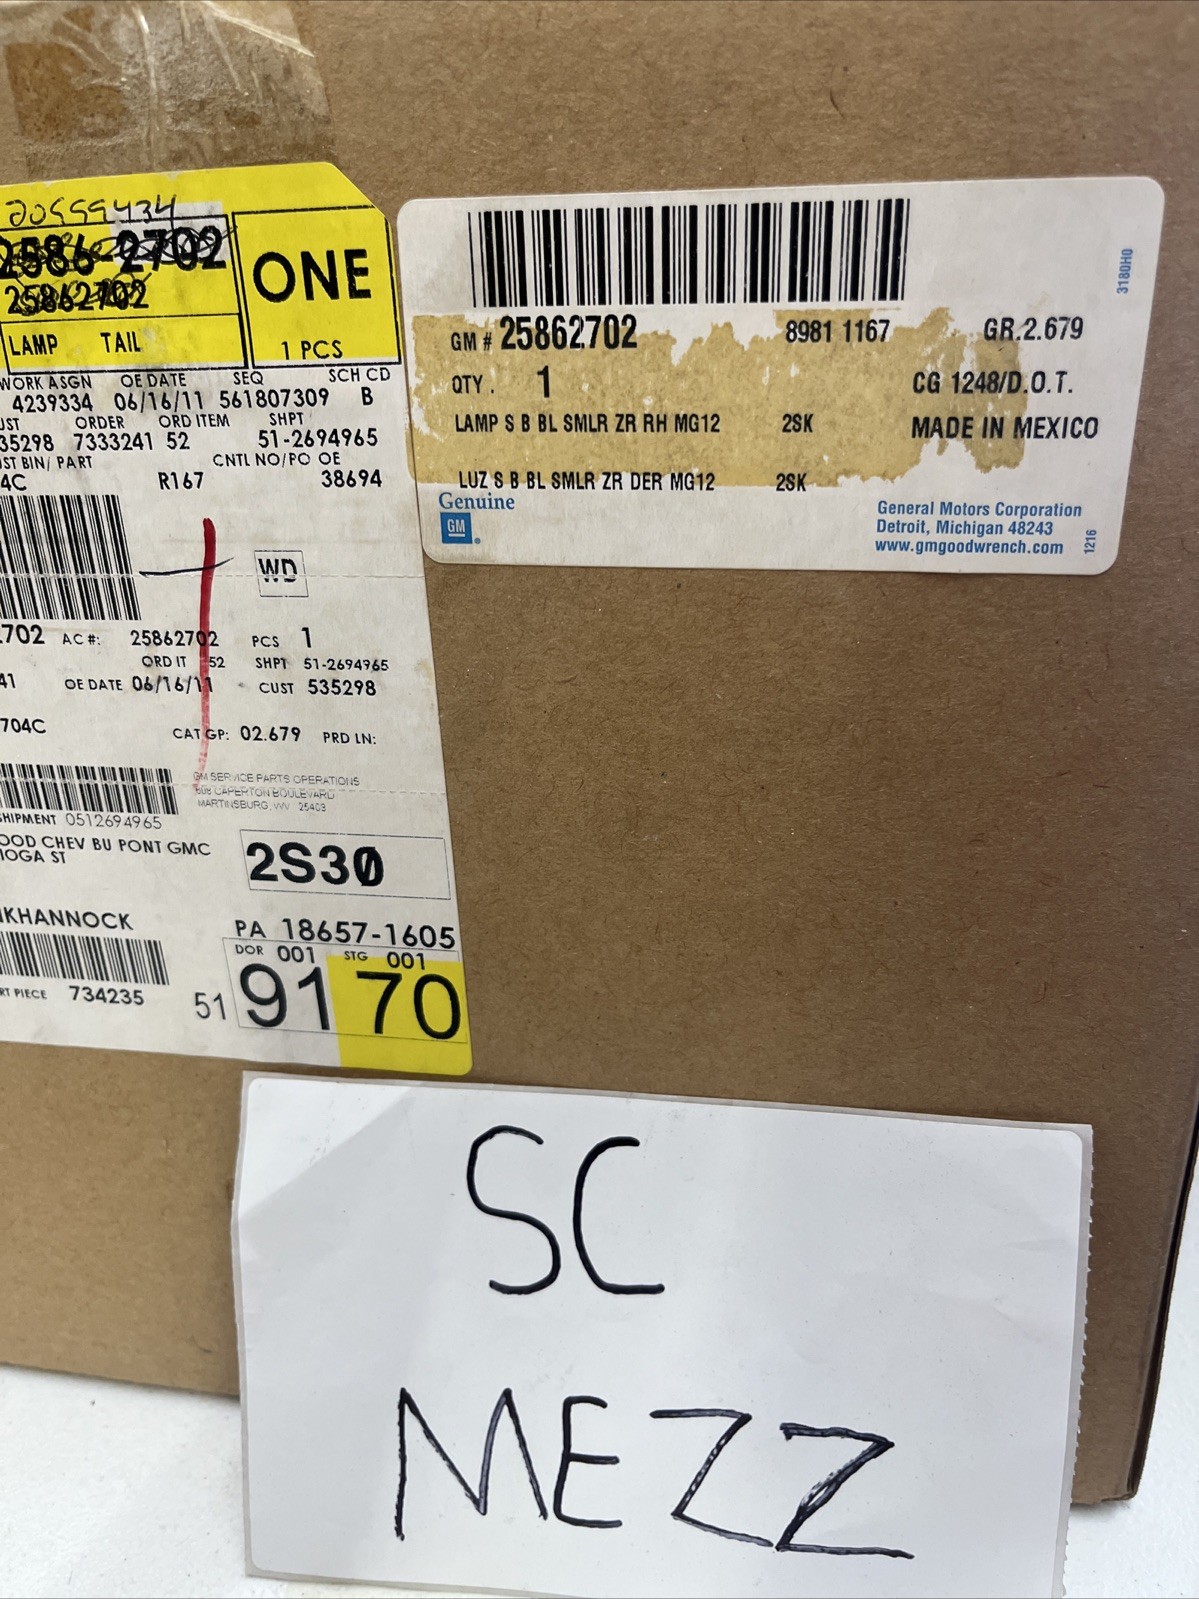 20559434
2586-2702
25862702
LAMP TAIL
ONE
1 PCS
WORK ASGN OE DATE SEQ SCH CD
4239334 06/16/11 561807309 B
UST ORDER ORD ITEM SHPT
35298 7333241 52 51-2694965
UST BIN/ PART CNTL NO/PO OE
4C R167 38694
WD
702 AC #: 25862702 PCS 1
ORD IT 52 SHPT 51-2694965
41 OE DATE 06/16/11 CUST 535298
704C CAT GP: 02.679 PRD LN:
GM SERVICE PARTS OPERATIONS
608 CAPERTON BOULEVARD
MARTINSBURG, WV 25403
SHIPMENT 0512694965
OOD CHEV BU PONT GMC
IOGA ST
2S30
KHANNOCK
PA 18657-1605
DOR 001 STG 001
RT PIECE 734235 51 91 70
GM # 25862702 8981 1167 GR.2.679
QTY . 1 CG 1248/D.O.T.
LAMP S B BL SMLR ZR RH MG12 2SK MADE IN MEXICO
LUZ S B BL SMLR ZR DER MG12 2SK
Genuine
GM
General Motors Corporation
Detroit, Michigan 48243
www.gmgoodwrench.com
3180H0
1216
SC
MEZZ